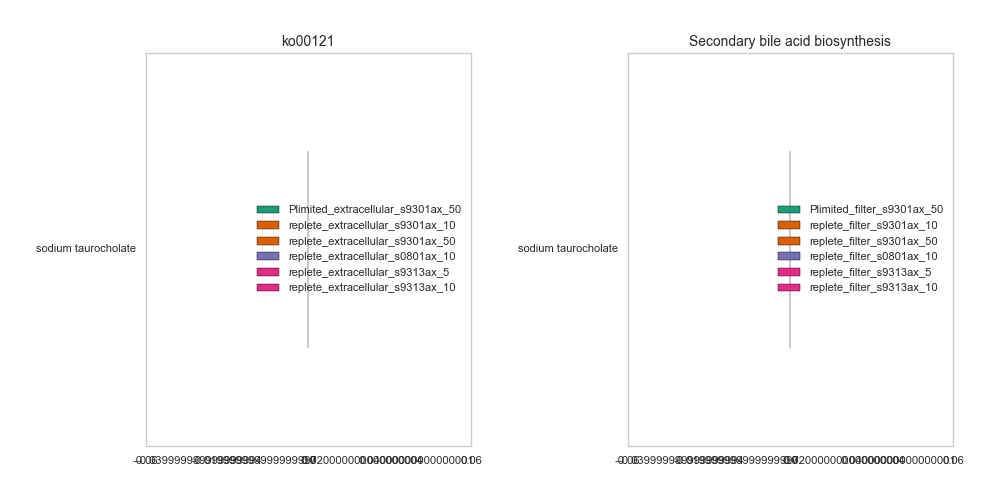 ko00121
Secondary bile acid biosynthesis
sodium taurocholate
Plimited_extracellular_s9301ax_50
replete_extracellular_s9301ax_10
replete_extracellular_s9301ax_50
replete_extracellular_s0801ax_10
replete_extracellular_s9313ax_5
replete_extracellular_s9313ax_10
sodium taurocholate
Plimited_filter_s9301ax_50
replete_filter_s9301ax_10
replete_filter_s9301ax_50
replete_filter_s0801ax_10
replete_filter_s9313ax_5
replete_filter_s9313ax_10